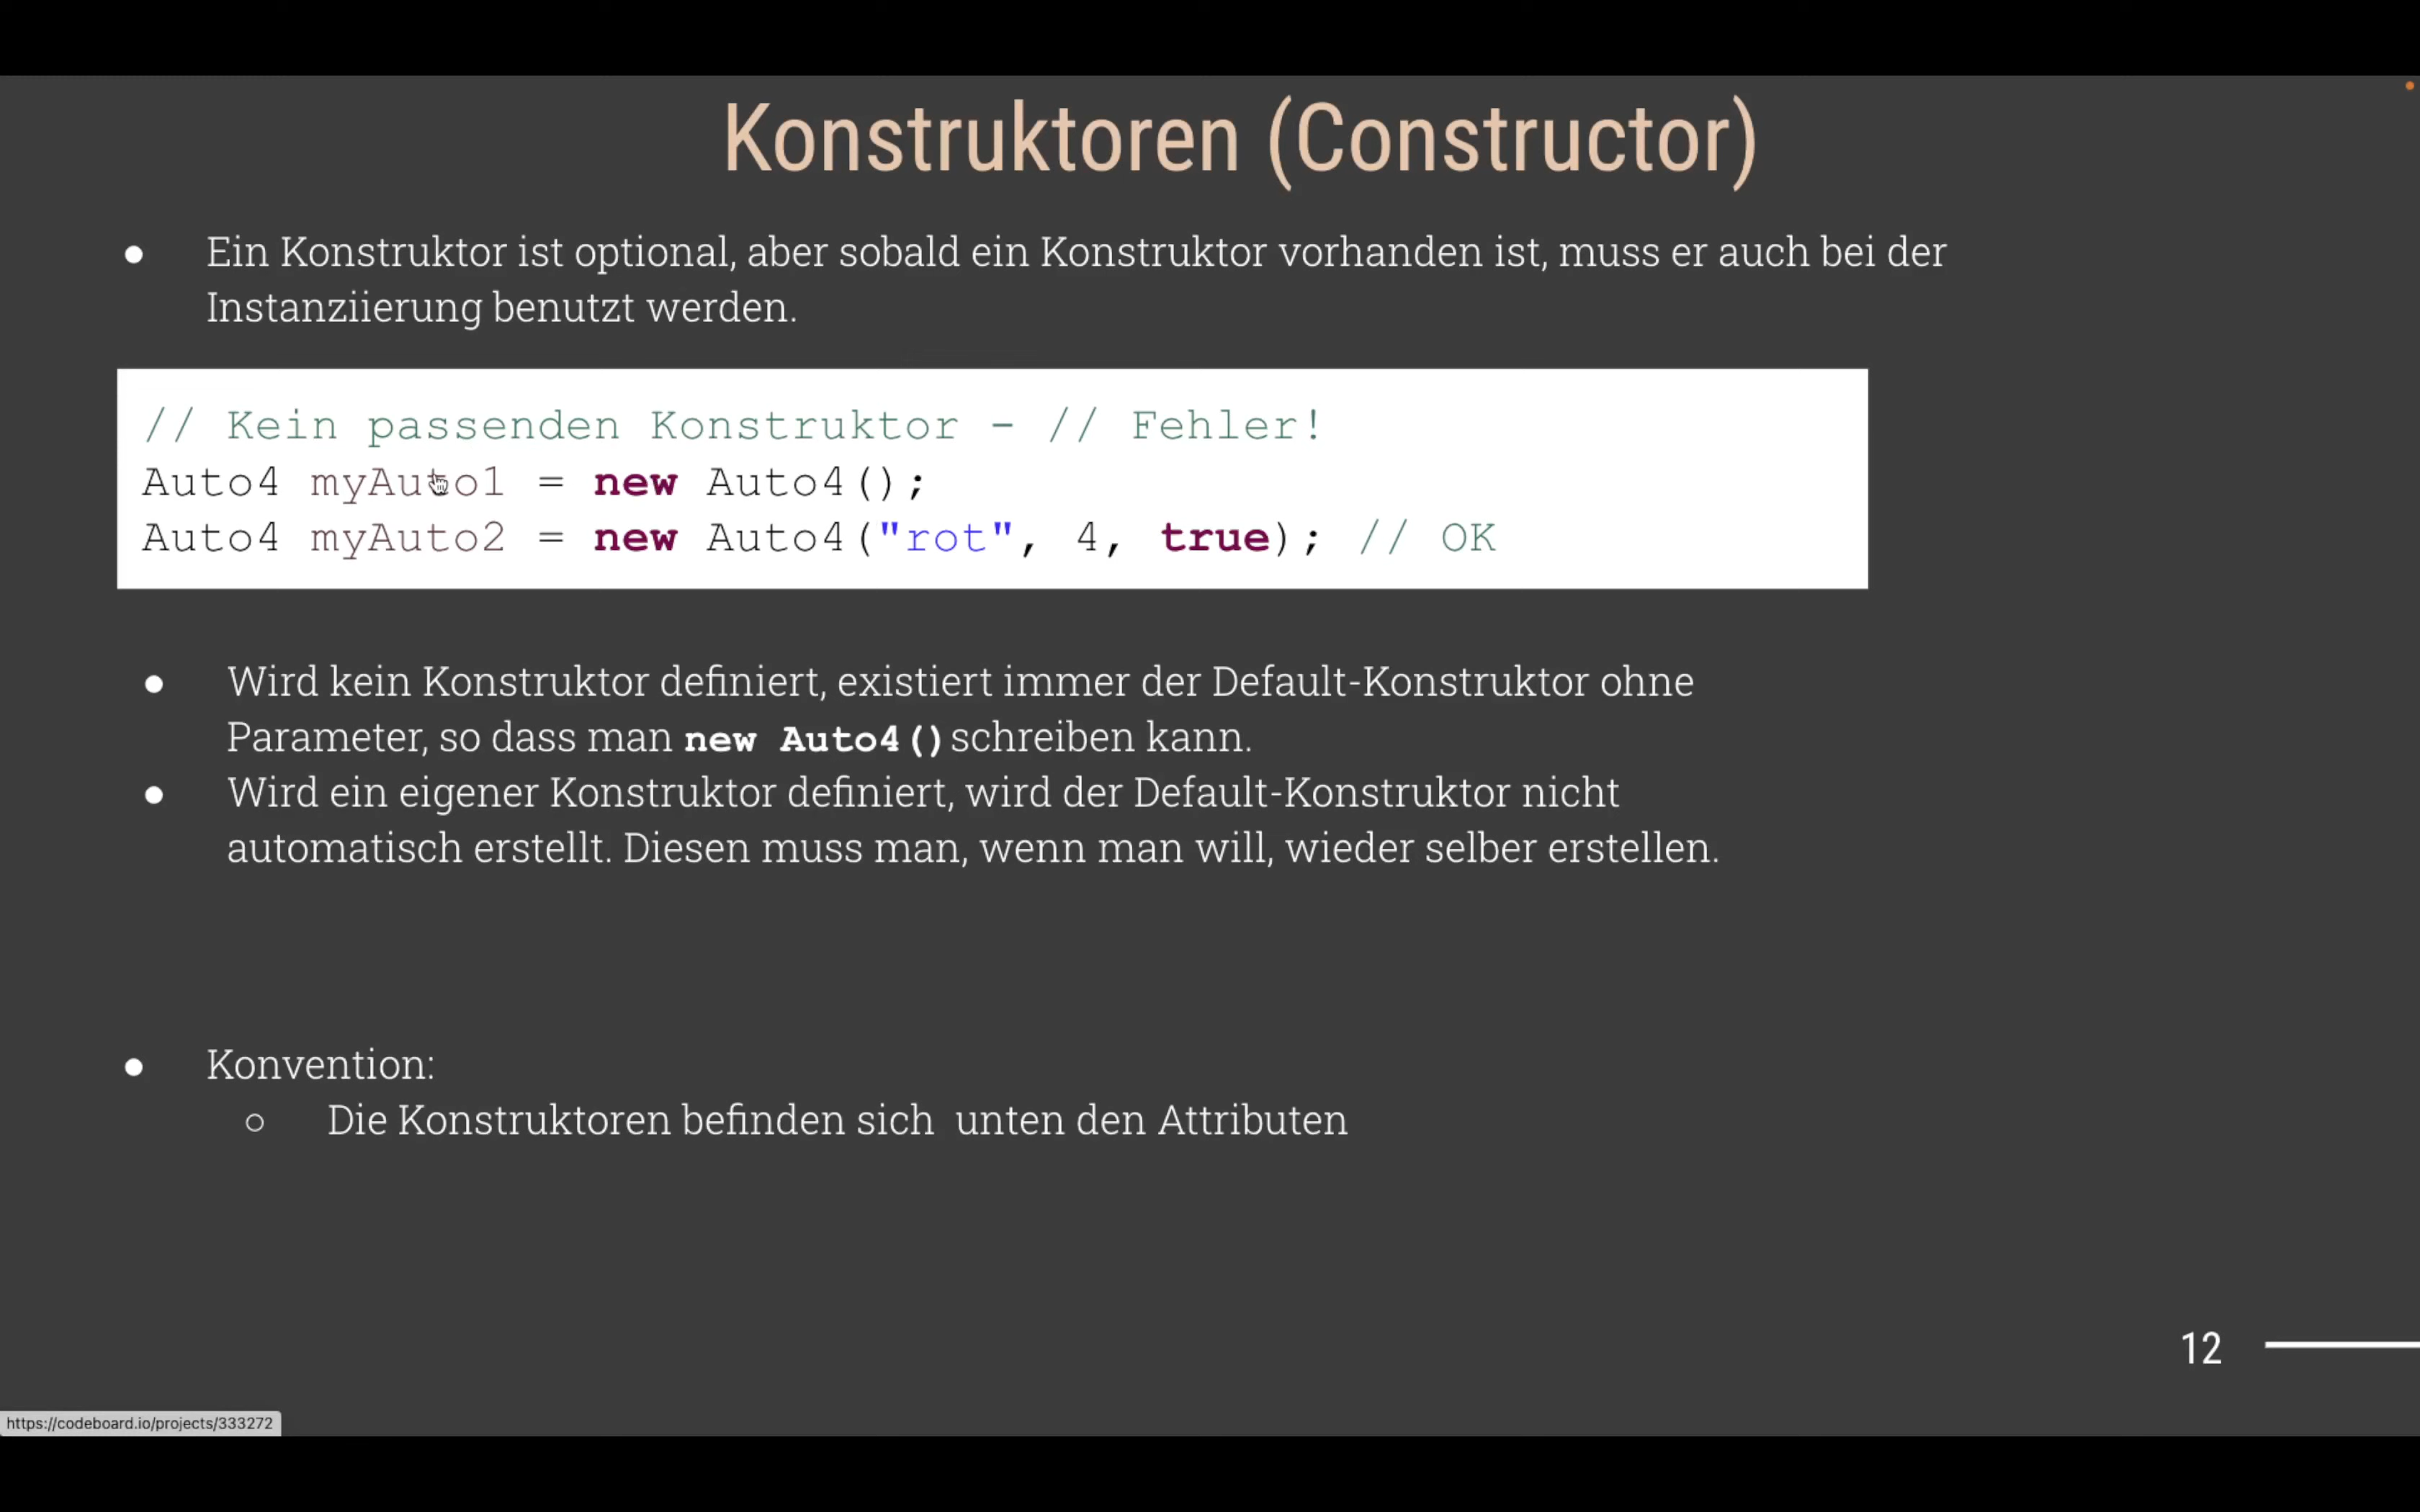 Konstruktoren (Constructor)
● Ein Konstruktor ist optional, aber sobald ein Konstruktor vorhanden ist, muss er auch bei der
Instanziierung benutzt werden.
// Kein passenden Konstruktor - // Fehler!
Auto4 myAuto1 = new Auto4();
Auto4 myAuto2 = new Auto4("rot", 4, true); // OK
● Wird kein Konstruktor definiert, existiert immer der Default-Konstruktor ohne
Parameter, so dass man new Auto4() schreiben kann.
● Wird ein eigener Konstruktor definiert, wird der Default-Konstruktor nicht
automatisch erstellt. Diesen muss man, wenn man will, wieder selber erstellen.
● Konvention:
○ Die Konstruktoren befinden sich unten den Attributen
12
https://codeboard.io/projects/333272